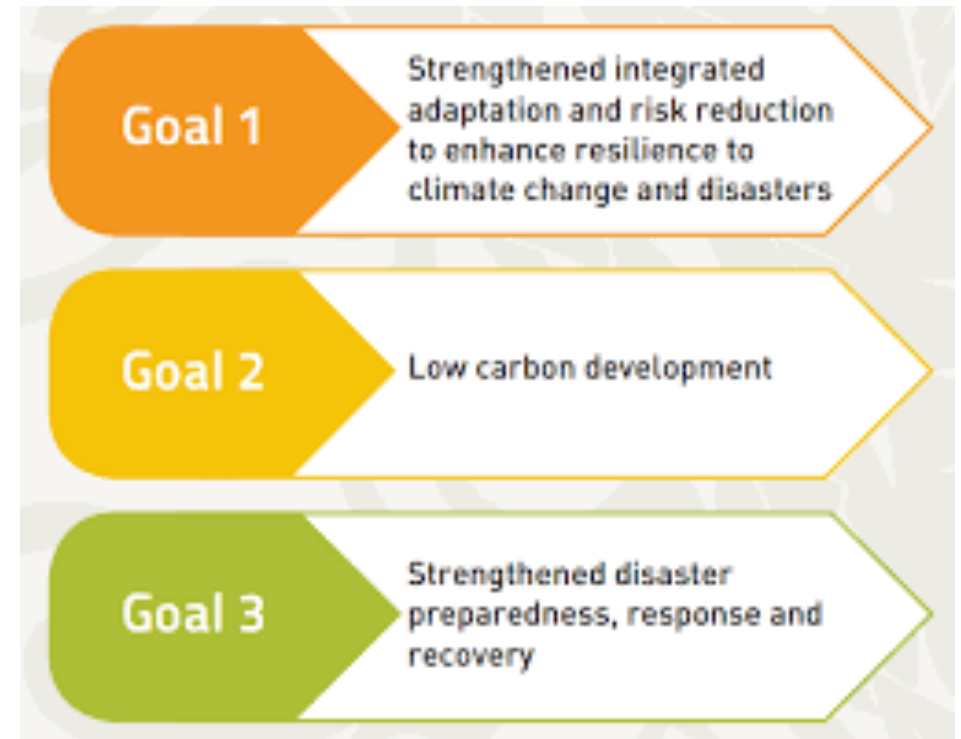 Goal 1
Strengthened integrated
adaptation and risk reduction
to enhance resilience to
climate change and disasters
Goal 2
Low carbon development
Goal 3
Strengthened disaster
preparedness, response and
recovery